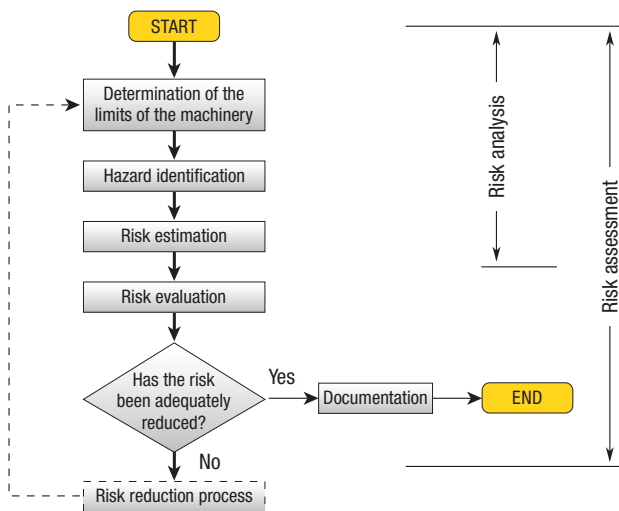 START
Determination of the
limits of the machinery
Hazard identification
Risk estimation
Risk evaluation
Has the risk
been adequately
reduced?
Yes
Documentation
END
No
Risk reduction process
Risk analysis
Risk assessment